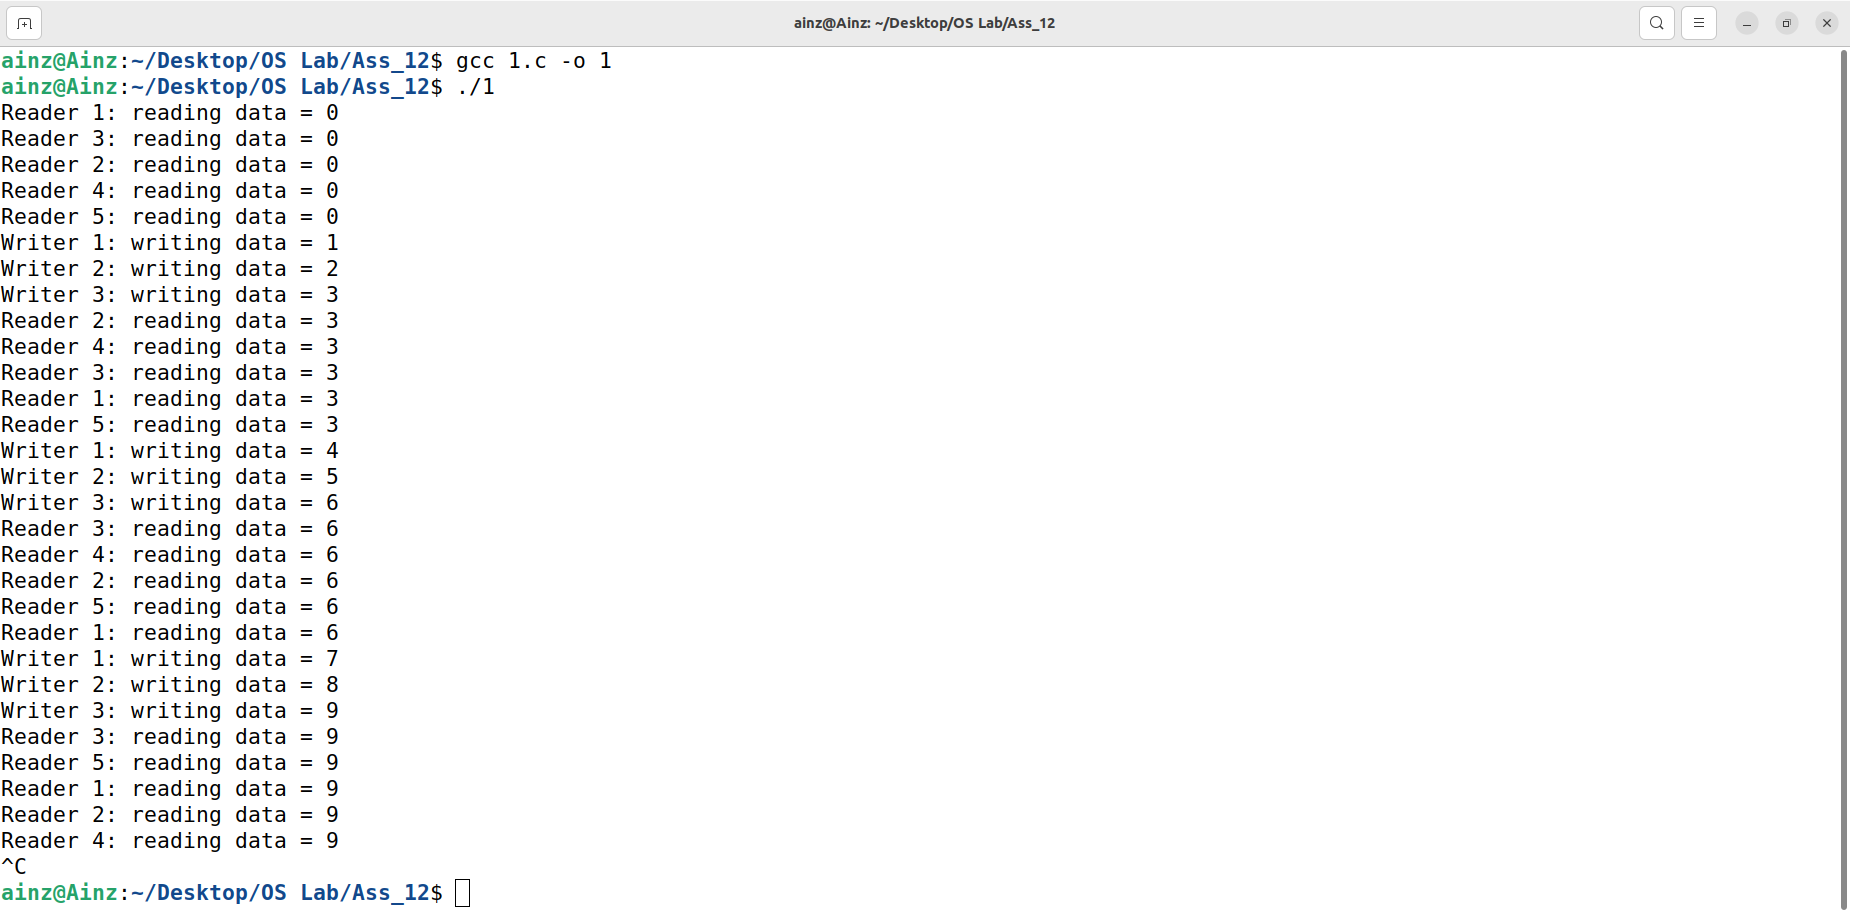 ainz@Ainz: ~/Desktop/OS Lab/Ass_12
ainz@Ainz:~/Desktop/OS Lab/Ass_12$ gcc 1.c -o 1
ainz@Ainz:~/Desktop/OS Lab/Ass_12$ ./1
Reader 1: reading data = 0
Reader 3: reading data = 0
Reader 2: reading data = 0
Reader 4: reading data = 0
Reader 5: reading data = 0
Writer 1: writing data = 1
Writer 2: writing data = 2
Writer 3: writing data = 3
Reader 2: reading data = 3
Reader 4: reading data = 3
Reader 3: reading data = 3
Reader 1: reading data = 3
Reader 5: reading data = 3
Writer 1: writing data = 4
Writer 2: writing data = 5
Writer 3: writing data = 6
Reader 3: reading data = 6
Reader 4: reading data = 6
Reader 2: reading data = 6
Reader 5: reading data = 6
Reader 1: reading data = 6
Writer 1: writing data = 7
Writer 2: writing data = 8
Writer 3: writing data = 9
Reader 3: reading data = 9
Reader 5: reading data = 9
Reader 1: reading data = 9
Reader 2: reading data = 9
Reader 4: reading data = 9
^C
ainz@Ainz:~/Desktop/OS Lab/Ass_12$